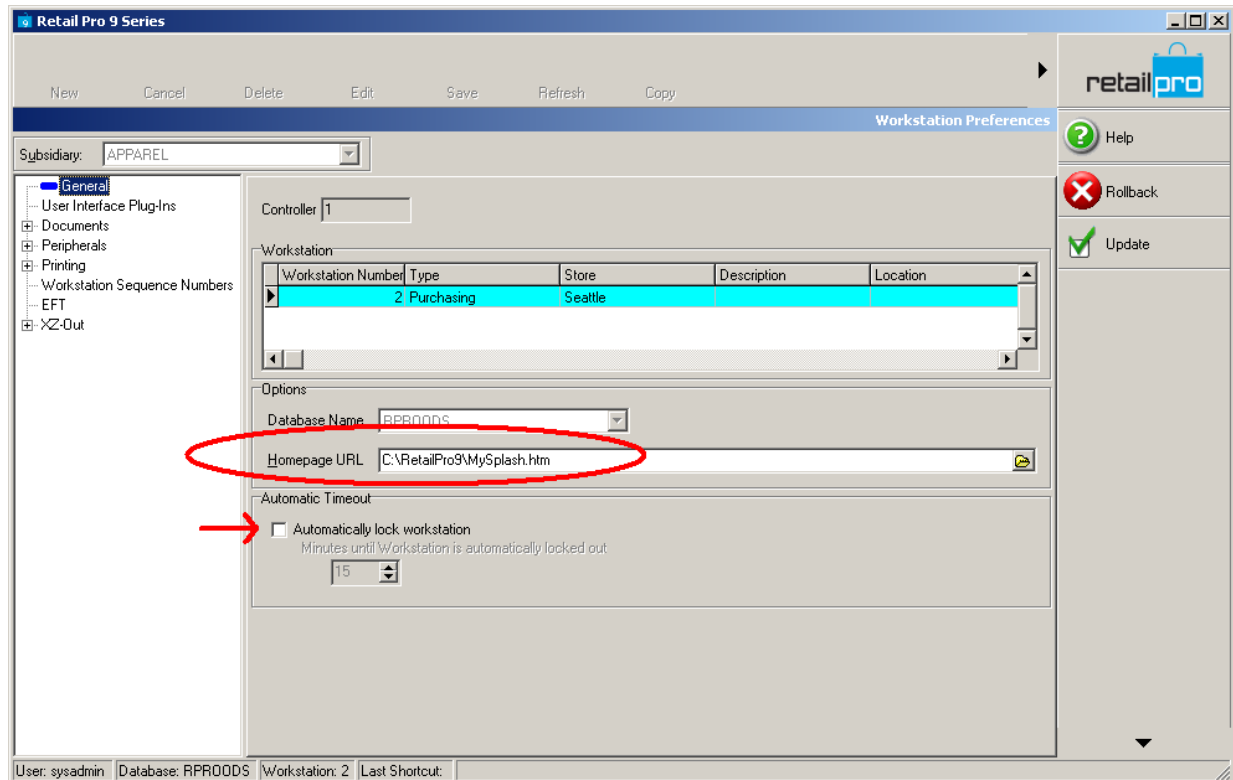 Retail Pro 9 Series
New Cancel Delete Edit Save Refresh Copy
retailpro
Workstation Preferences
Help
Subsidiary: APPAREL
General
User Interface Plug-Ins
Documents
Peripherals
Printing
Workstation Sequence Numbers
EFT
XZ-Out
Controller 1
Rollback
Update
Workstation
Workstation Number Type Store Description Location
2 Purchasing Seattle
Options
Database Name RPROODS
Homepage URL C:\RetailPro9\MySplash.htm
Automatic Timeout
Automatically lock workstation
Minutes until Workstation is automatically locked out
15
User: sysadmin Database: RPROODS Workstation: 2 Last Shortcut: